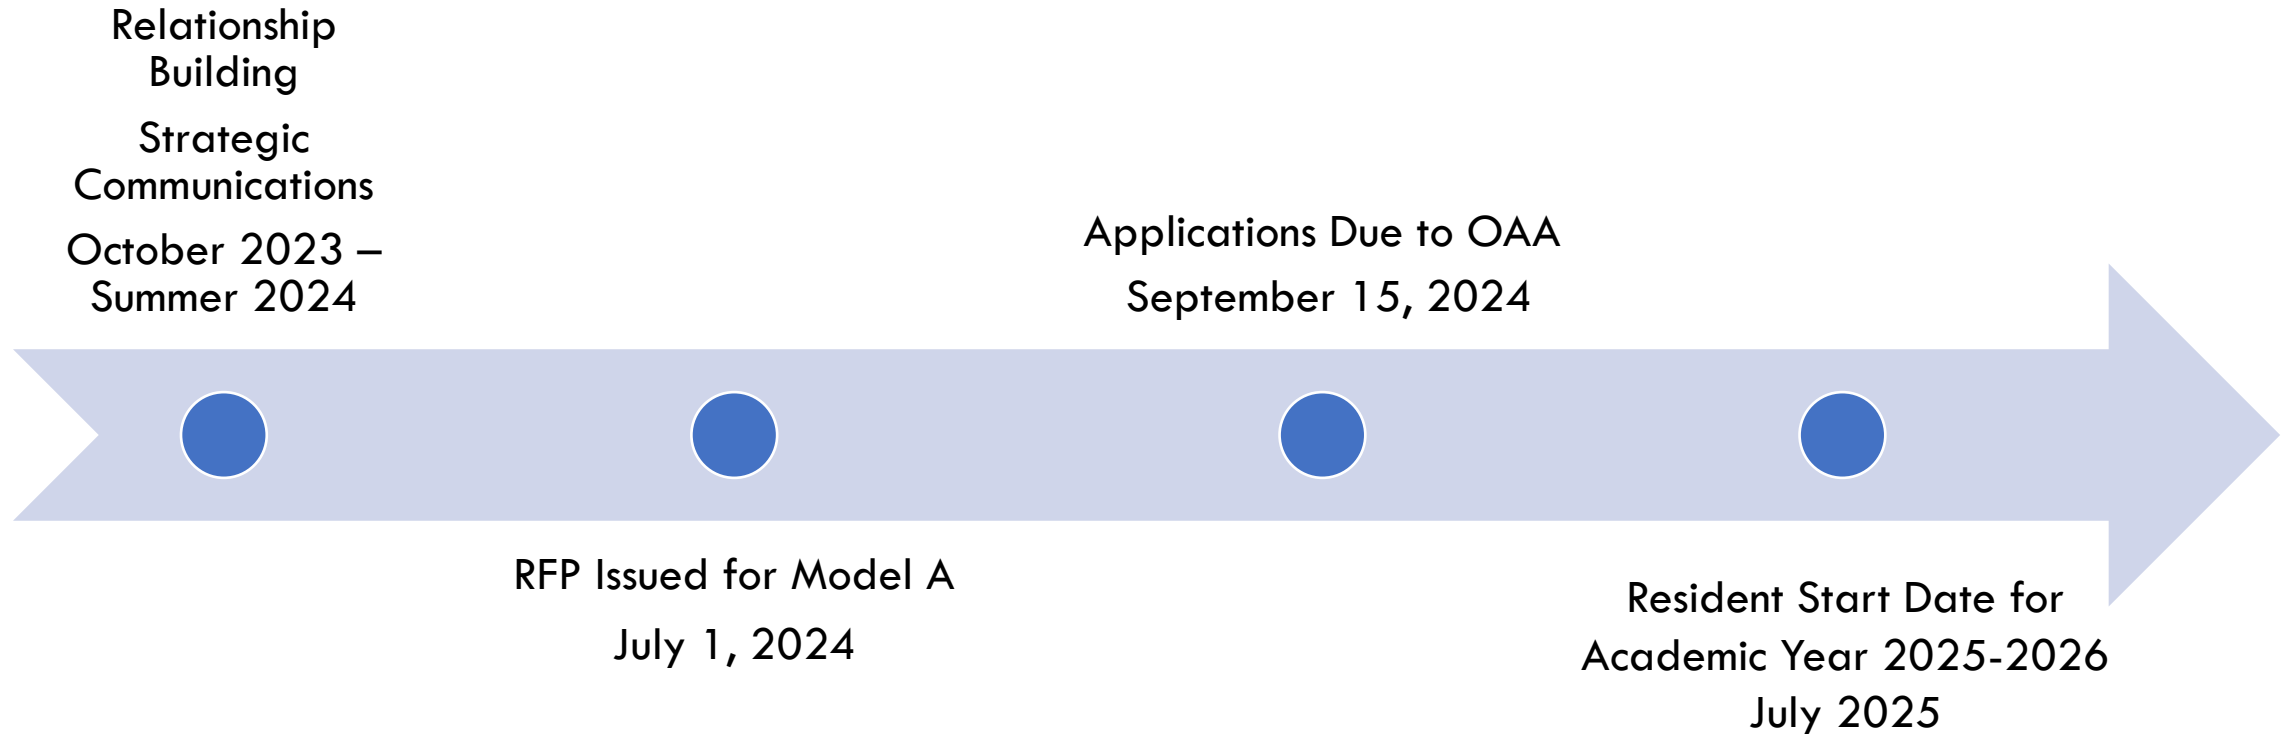 Relationship
Building
Strategic
Communications
October 2023 –
Summer 2024
RFP Issued for Model A
July 1, 2024
Applications Due to OAA
September 15, 2024
Resident Start Date for
Academic Year 2025-2026
July 2025